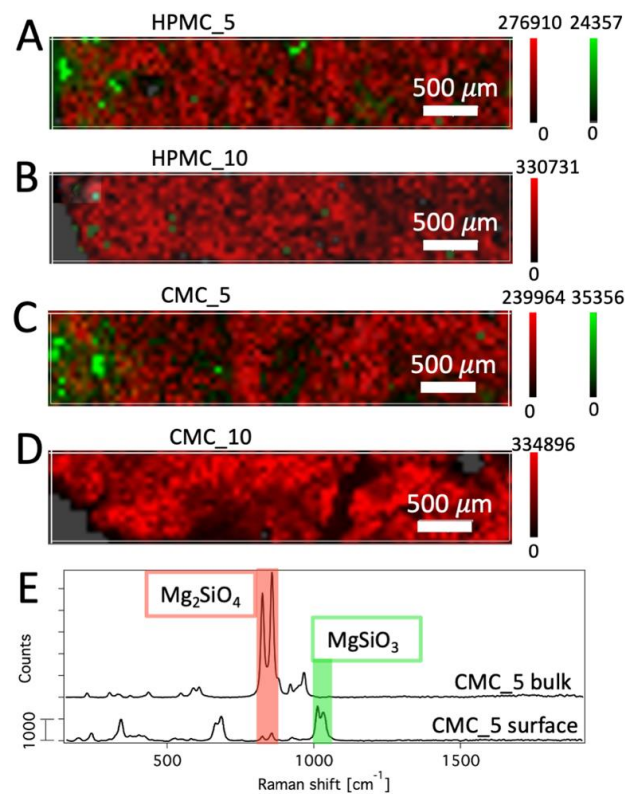 A
HPMC_5
276910 24357
500 μm
0 0
B
HPMC_10
330731
500 μm
0
C
CMC_5
239964 35356
500 μm
0 0
D
CMC_10
334896
500 μm
0
E
Mg₂SiO₄
MgSiO₃
Counts
CMC_5 bulk
1000
CMC_5 surface
500 1000 1500
Raman shift [cm⁻¹]